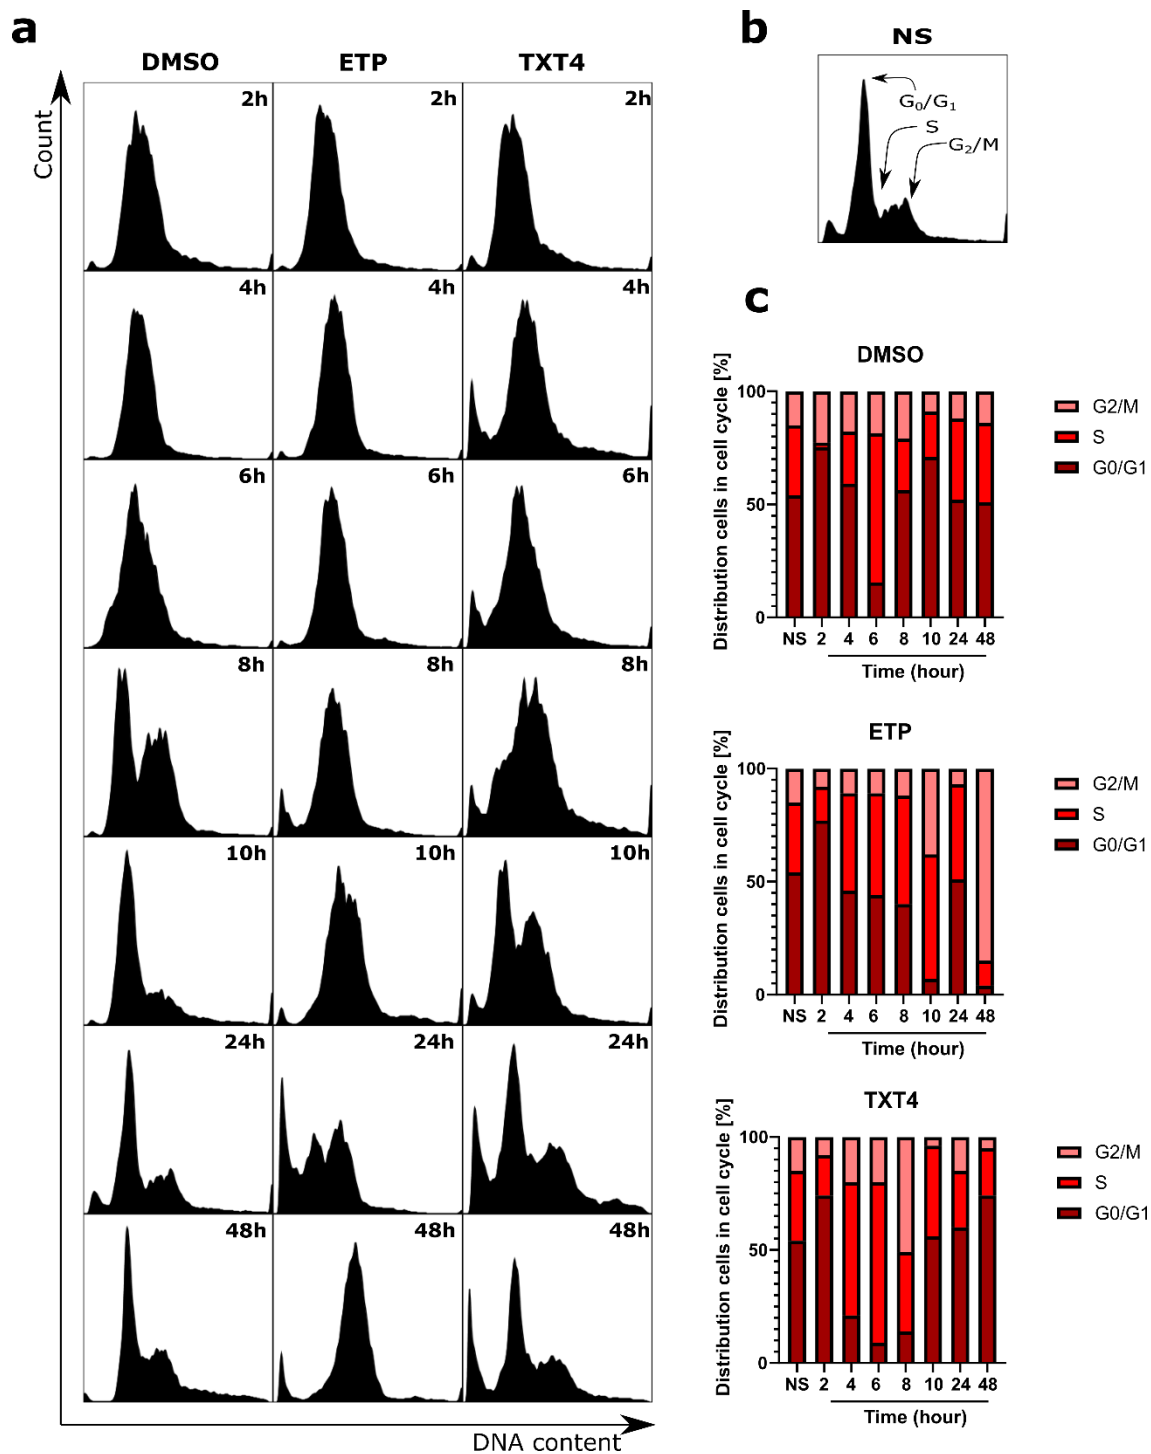 a
DMSO ETP TXT4
Count
2h 2h 2h
4h 4h 4h
6h 6h 6h
8h 8h 8h
10h 10h 10h
24h 24h 24h
48h 48h 48h
DNA content
b
NS
G0/G1
S
G2/M
c
DMSO
Distribution cells in cell cycle [%]
100
50
0
NS 2 4 6 8 10 24 48
Time (hour)
G2/M
S
G0/G1
ETP
Distribution cells in cell cycle [%]
100
50
0
NS 2 4 6 8 10 24 48
Time (hour)
G2/M
S
G0/G1
TXT4
Distribution cells in cell cycle [%]
100
50
0
NS 2 4 6 8 10 24 48
Time (hour)
G2/M
S
G0/G1